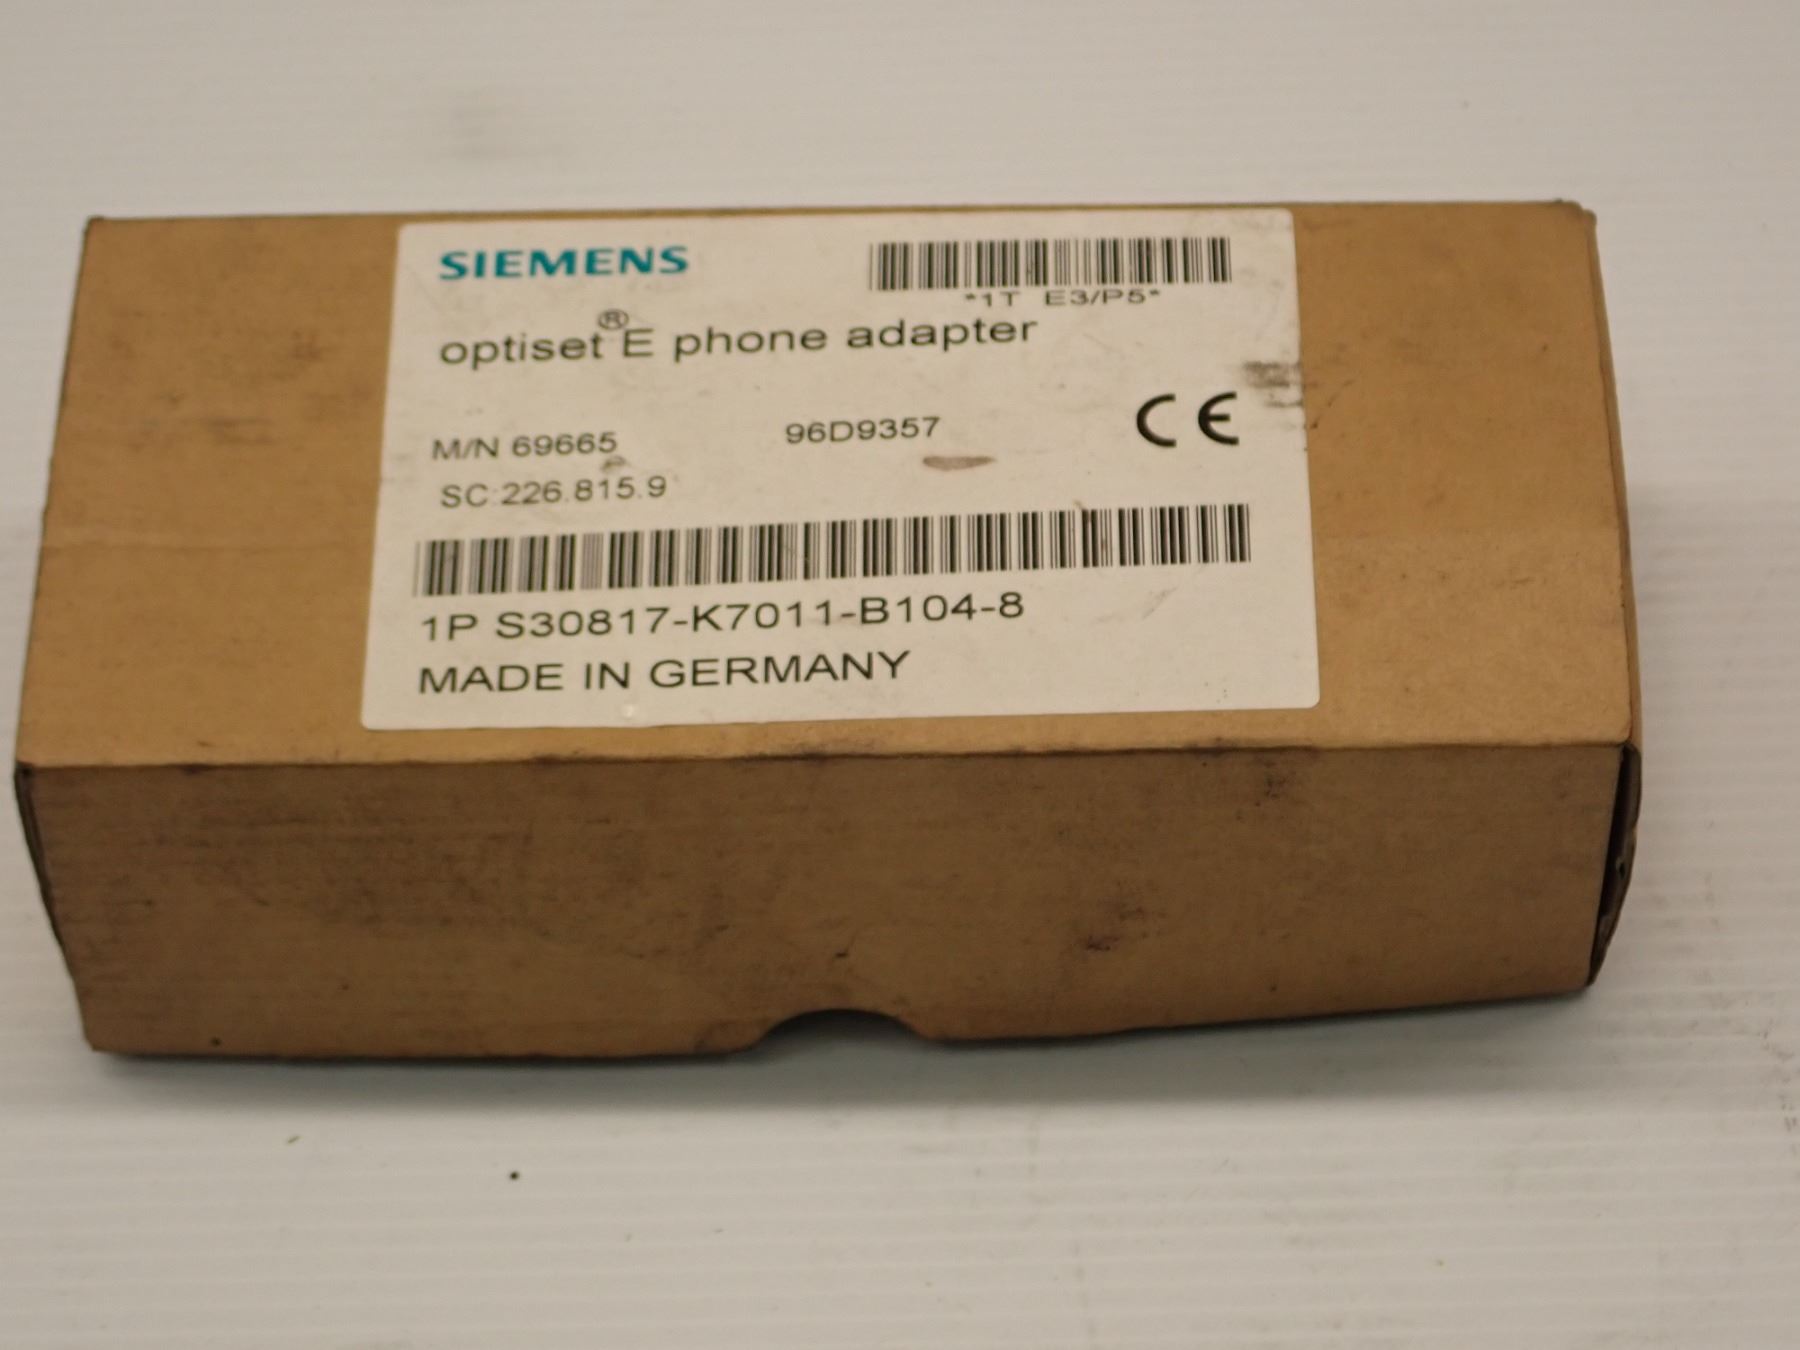 SIEMENS
*1T E3/P5*
optiset® E phone adapter
M/N 69665
96D9357
CE
SC:226.815.9
1P S30817-K7011-B104-8
MADE IN GERMANY